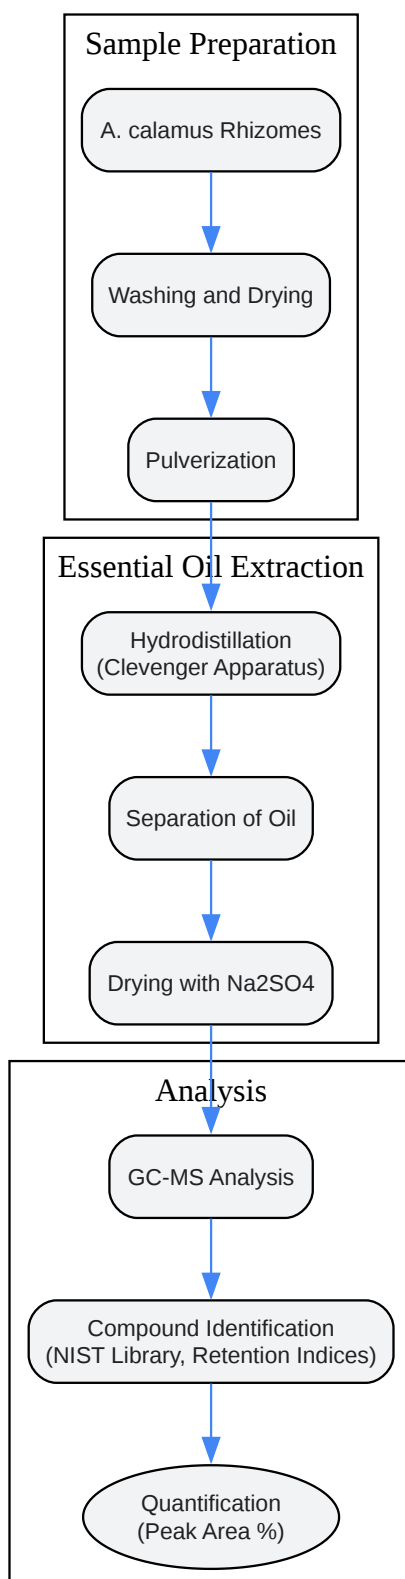 Sample Preparation
A. calamus Rhizomes
Washing and Drying
Pulverization
Essential Oil Extraction
Hydrodistillation
(Clevenger Apparatus)
Separation of Oil
Drying with Na2SO4
Analysis
GC-MS Analysis
Compound Identification
(NIST Library, Retention Indices)
Quantification
(Peak Area %)